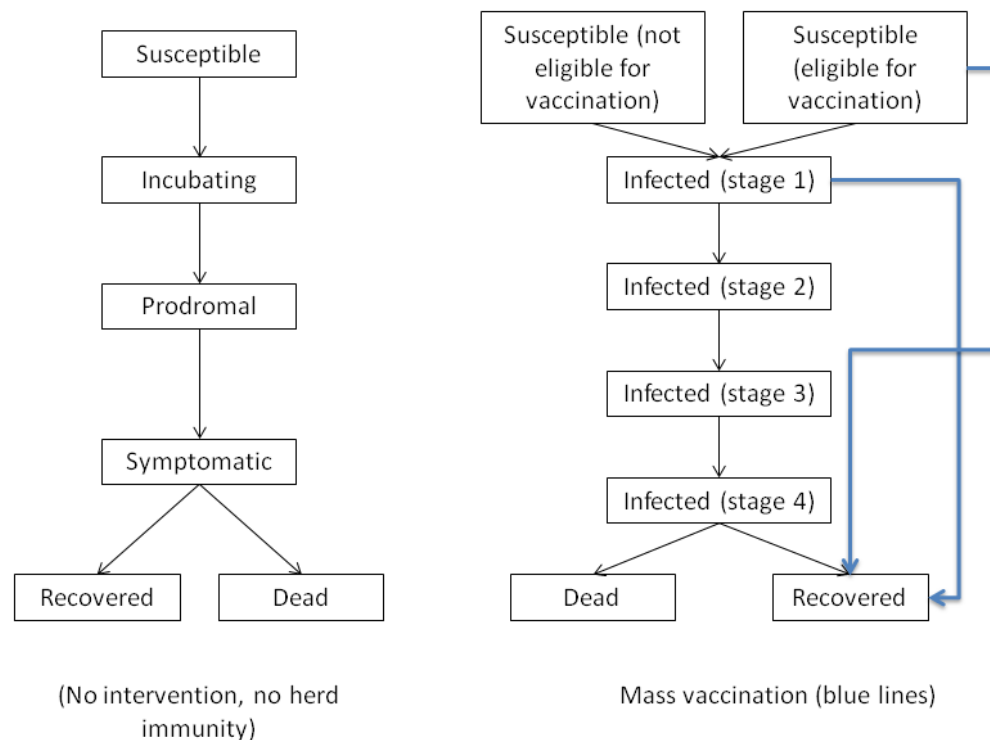 Susceptible
Incubating
Prodromal
Symptomatic
Recovered
Dead
(No intervention, no herd
immunity)
Susceptible (not
eligible for
vaccination)
Susceptible
(eligible for
vaccination)
Infected (stage 1)
Infected (stage 2)
Infected (stage 3)
Infected (stage 4)
Dead
Recovered
Mass vaccination (blue lines)